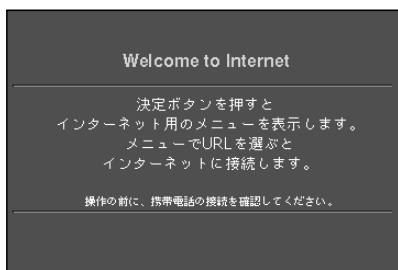 Welcome to Internet
決定ボタンを押すと
インターネット用のメニューを表示します。
メニューでURLを選ぶと
インターネットに接続します。
操作の前に、携帯電話の接続を確認してください。